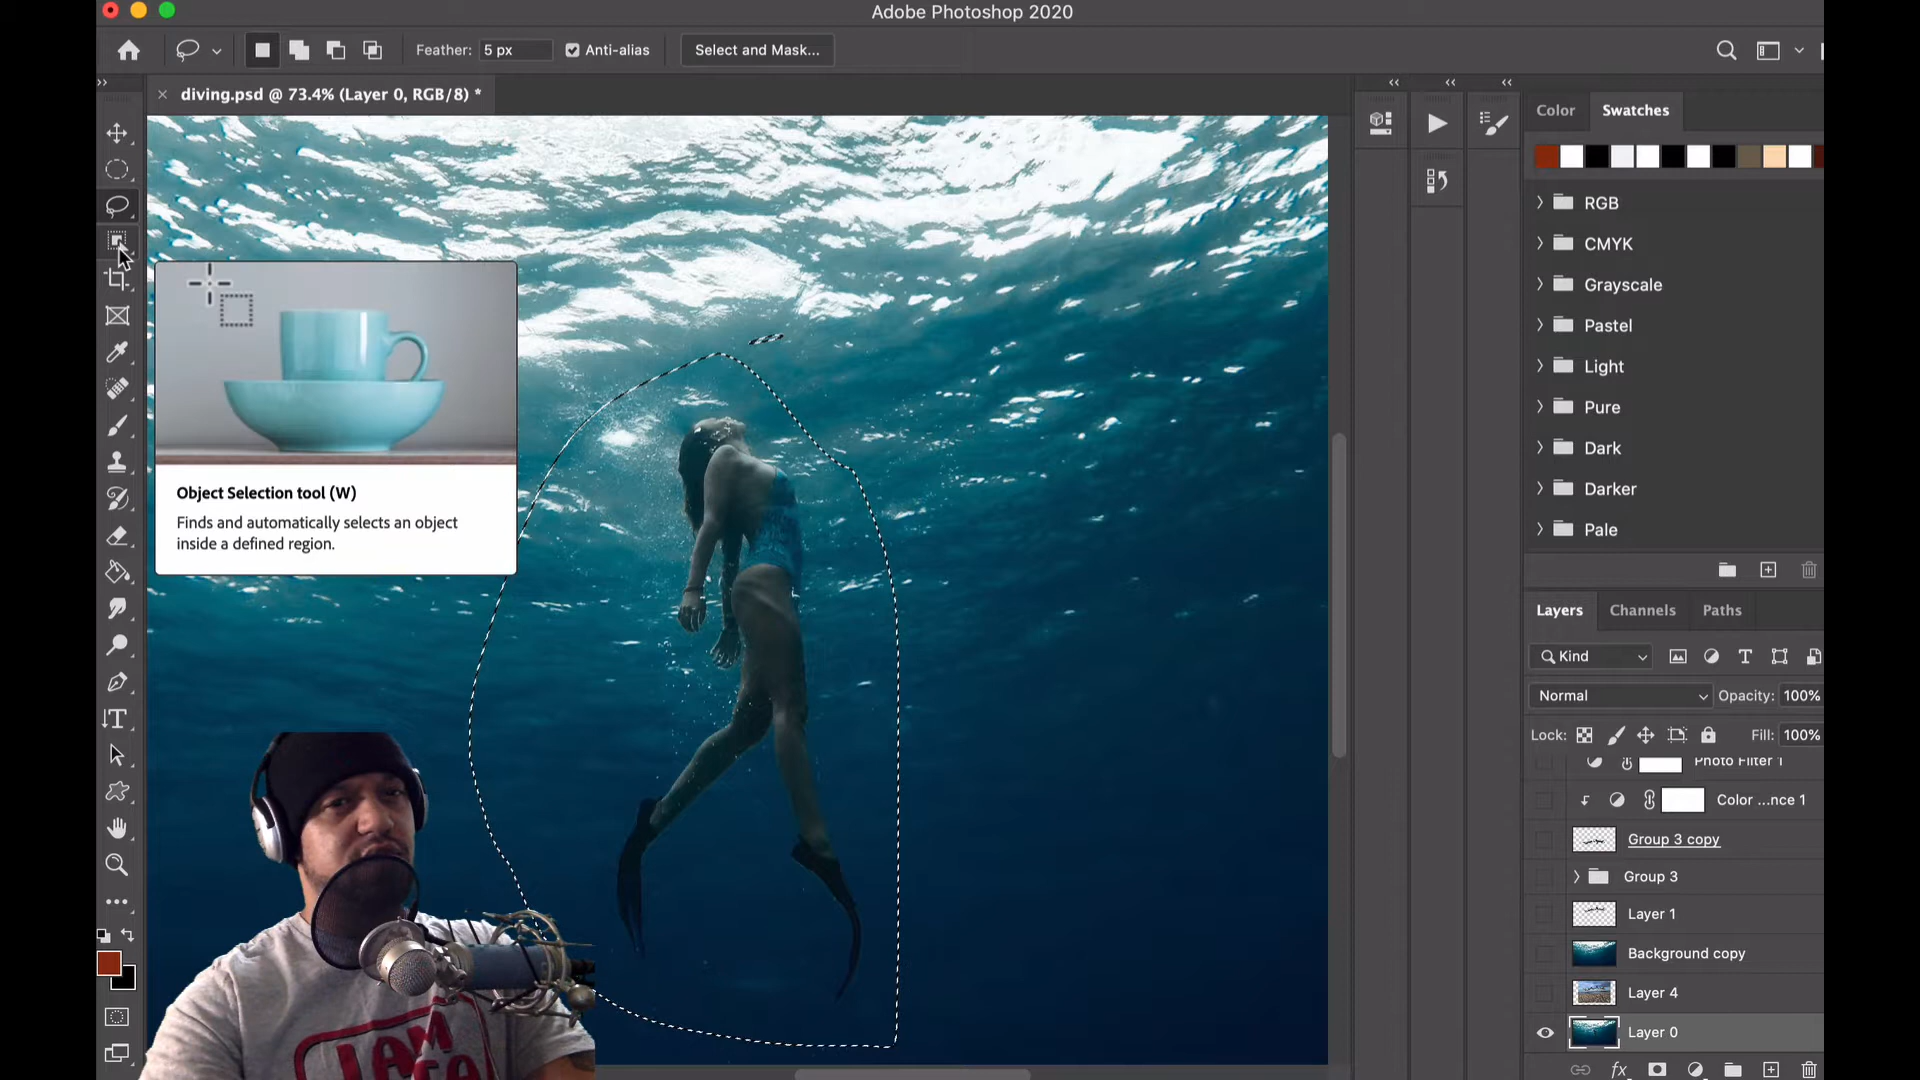 Adobe Photoshop 2020
Feather: 5 px Anti-alias Select and Mask...
diving.psd @ 73.4% (Layer 0, RGB/8) *
Color Swatches
RGB
CMYK
Grayscale
Pastel
Light
Pure
Dark
Darker
Pale
Object Selection tool (W)
Finds and automatically selects an object
inside a defined region.
Layers Channels Paths
Kind
Normal Opacity: 100%
Lock: Fill: 100%
Photo Filter 1
Color ...nce 1
Group 3 copy
Group 3
Layer 1
Background copy
Layer 4
Layer 0
I AM